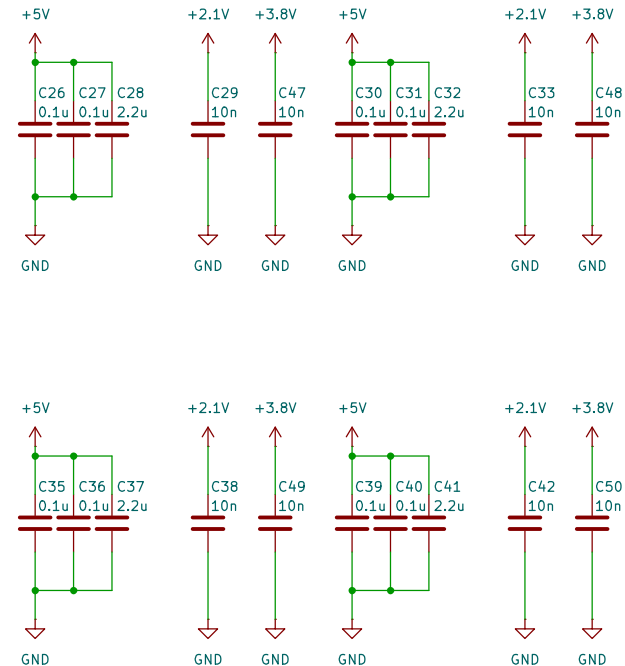 +5V +2.1V +3.8V +5V +2.1V +3.8V
C26 C27 C28 C29 C47 C30 C31 C32 C33 C48
0.1u 0.1u 2.2u 10n 10n 0.1u 0.1u 2.2u 10n 10n
GND GND GND GND GND GND
+5V +2.1V +3.8V +5V +2.1V +3.8V
C35 C36 C37 C38 C49 C39 C40 C41 C42 C50
0.1u 0.1u 2.2u 10n 10n 0.1u 0.1u 2.2u 10n 10n
GND GND GND GND GND GND